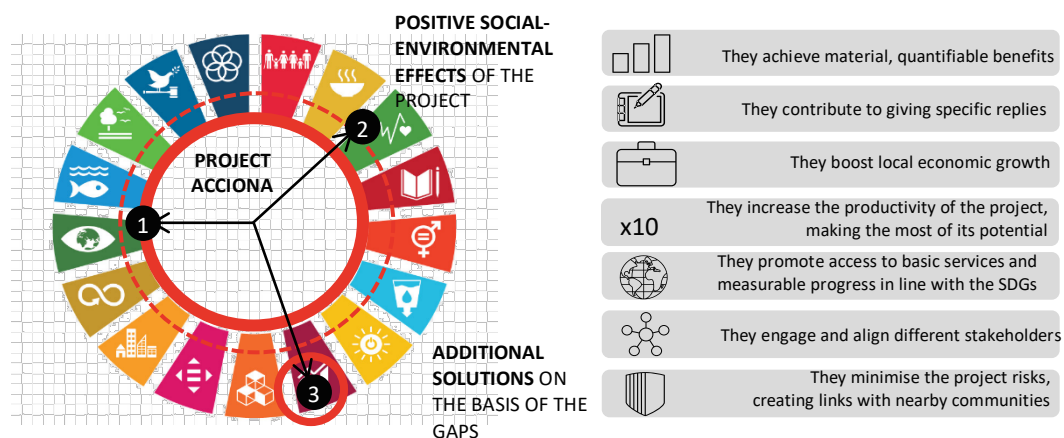 POSITIVE SOCIAL-
ENVIRONMENTAL
EFFECTS OF THE
PROJECT
PROJECT
ACCIONA
1
2
3
ADDITIONAL
SOLUTIONS ON
THE BASIS OF THE
GAPS
They achieve material, quantifiable benefits
They contribute to giving specific replies
They boost local economic growth
x10
They increase the productivity of the project,
making the most of its potential
They promote access to basic services and
measurable progress in line with the SDGs
They engage and align different stakeholders
They minimise the project risks,
creating links with nearby communities